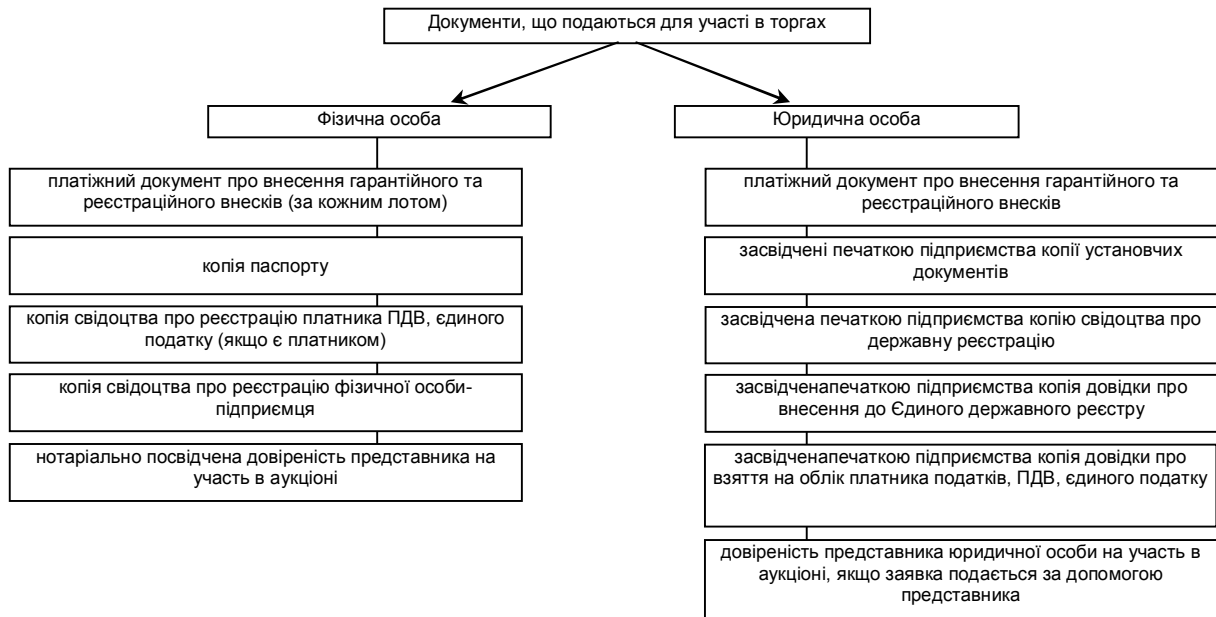 Документи, що подаються для участі в торгах
Фізична особа
Юридична особа
платіжний документ про внесення гарантійного та
реєстраційного внесків (за кожним лотом)
копія паспорту
копія свідоцтва про реєстрацію платника ПДВ, єдиного
податку (якщо є платником)
копія свідоцтва про реєстрацію фізичної особи-
підприємця
нотаріально посвідчена довіреність представника на
участь в аукціоні
платіжний документ про внесення гарантійного та
реєстраційного внесків
засвідчені печаткою підприємства копії установчих
документів
засвідчена печаткою підприємства копію свідоцтва про
державну реєстрацію
засвідченапечаткою підприємства копія довідки про
внесення до Єдиного державного реєстру
засвідченапечаткою підприємства копія довідки про
взяття на облік платника податків, ПДВ, єдиного податку
довіреність представника юридичної особи на участь в
аукціоні, якщо заявка подається за допомогою
представника